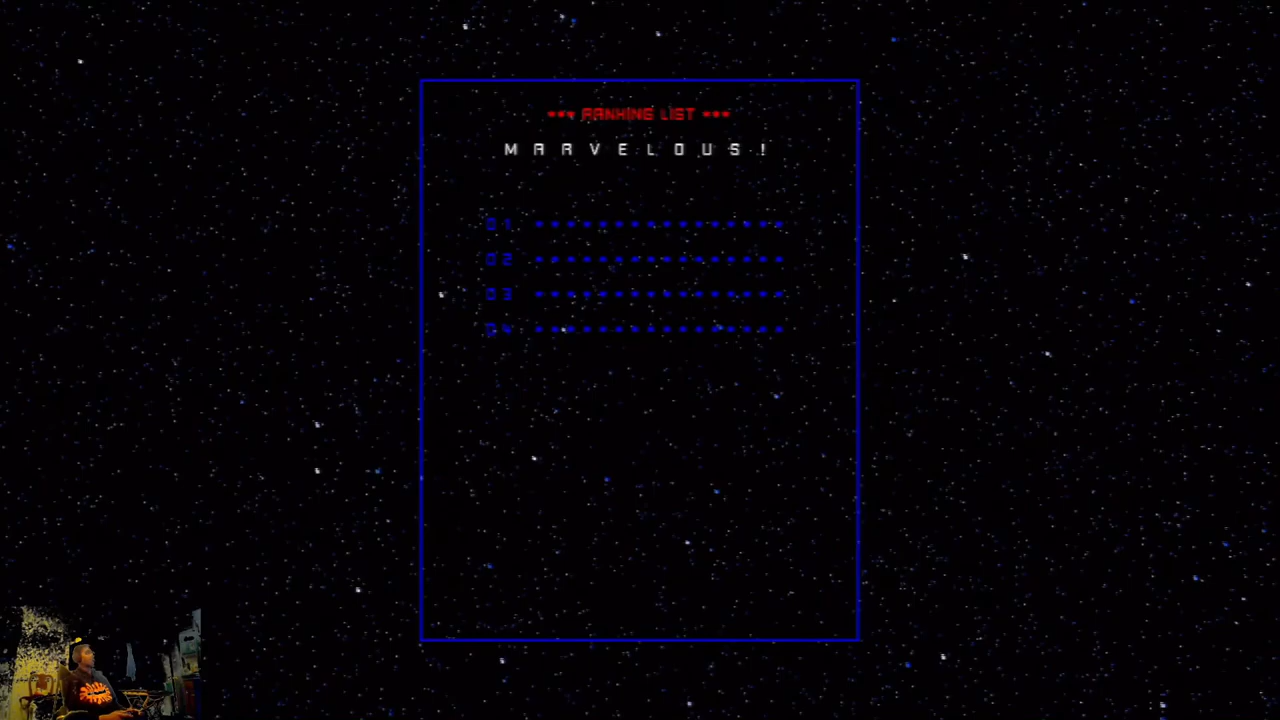 *** RANKING LIST ***
M A R V E L O U S !
01 ................
02 ................
03 ................
04 ................